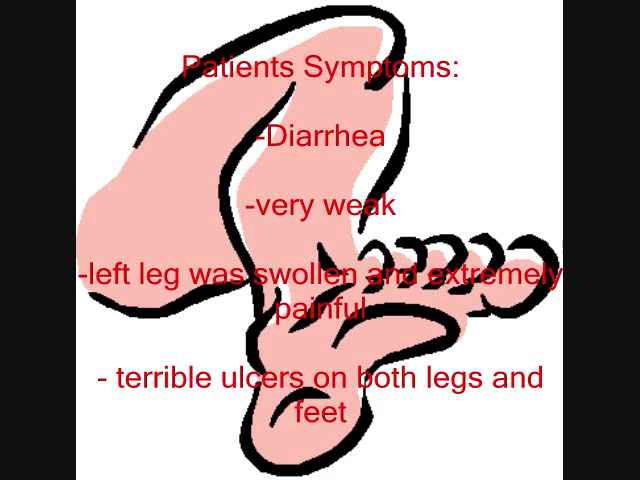 Patients Symptoms:
-Diarrhea
-very weak
-left leg was swollen and extremely
painful
- terrible ulcers on both legs and
feet